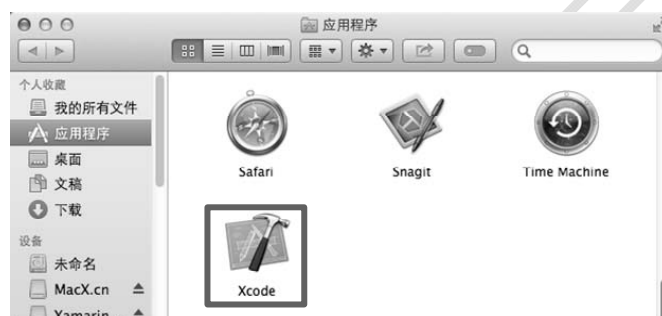 应用程序
个人收藏
我的所有文件
应用程序
桌面
文稿
下载
设备
未命名
MacX.cn
Xamarin
Safari
Snagit
Time Machine
Xcode